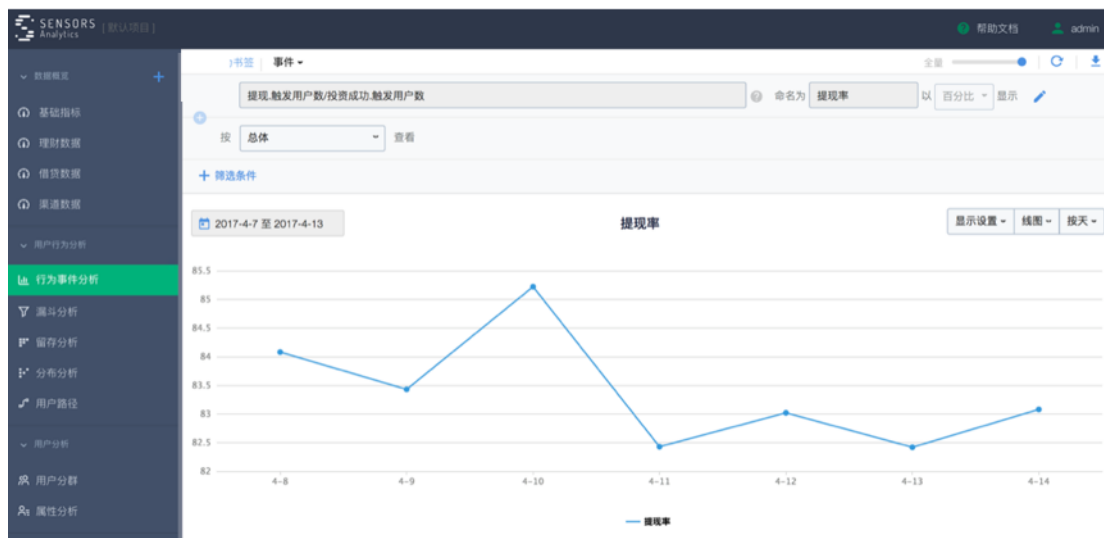 SENSORS Analytics [默认项目]
帮助文档 admin
数据概览 +
基础指标
理财数据
借贷数据
渠道数据
用户行为分析
行为事件分析
漏斗分析
留存分析
分布分析
用户路径
用户分析
用户分群
属性分析
书签 | 事件
全量
提现.触发用户数/投资成功.触发用户数 ? 命名为 提现率 以 百分比 显示
按 总体 查看
+ 筛选条件
2017-4-7 至 2017-4-13 提现率 显示设置 线图 按天
85.5
85
84.5
84
83.5
83
82.5
82
4-8 4-9 4-10 4-11 4-12 4-13 4-14
提现率